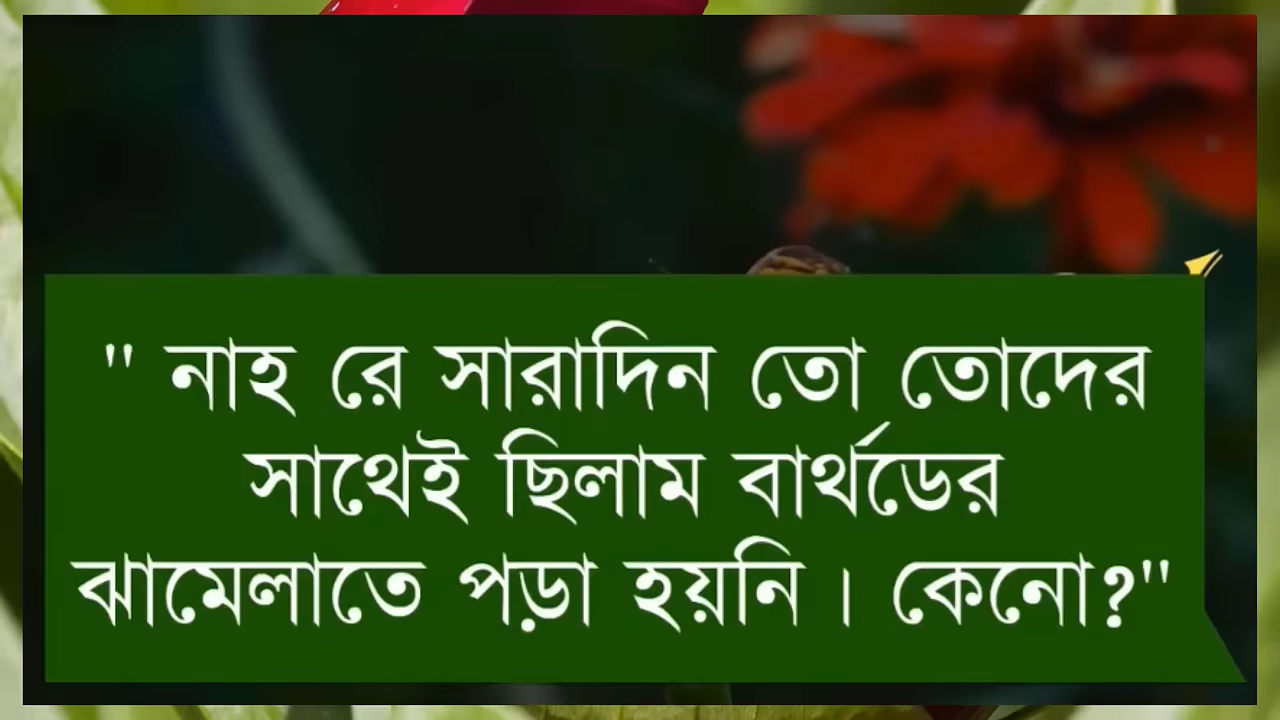 " নাহ রে সারাদিন তো তোদের
সাথেই ছিলাম বার্থডের
ঝামেলাতে পড়া হয়নি । কেনো?"